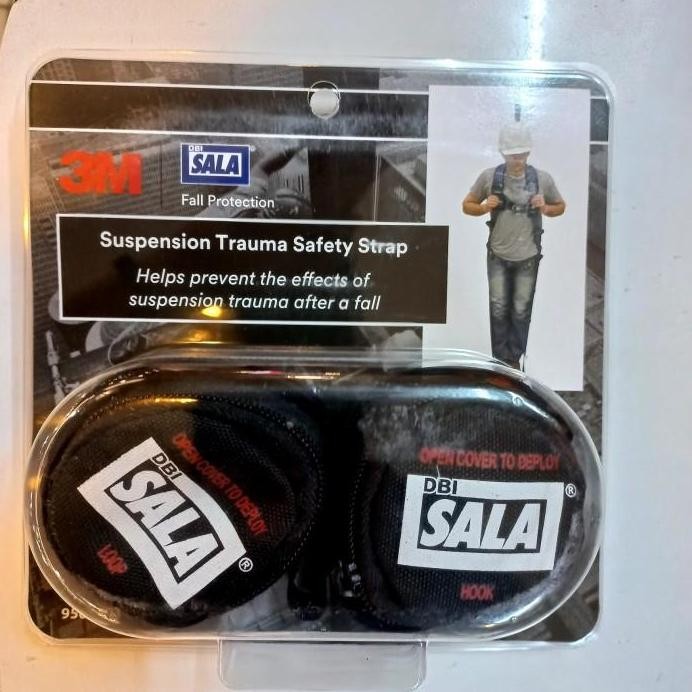 3M
DBI
SALA®
Fall Protection
Suspension Trauma Safety Strap
Helps prevent the effects of
suspension trauma after a fall
OPEN COVER TO DEPLOY
DBI
SALA®
LOOP
OPEN COVER TO DEPLOY
DBI
SALA®
HOOK